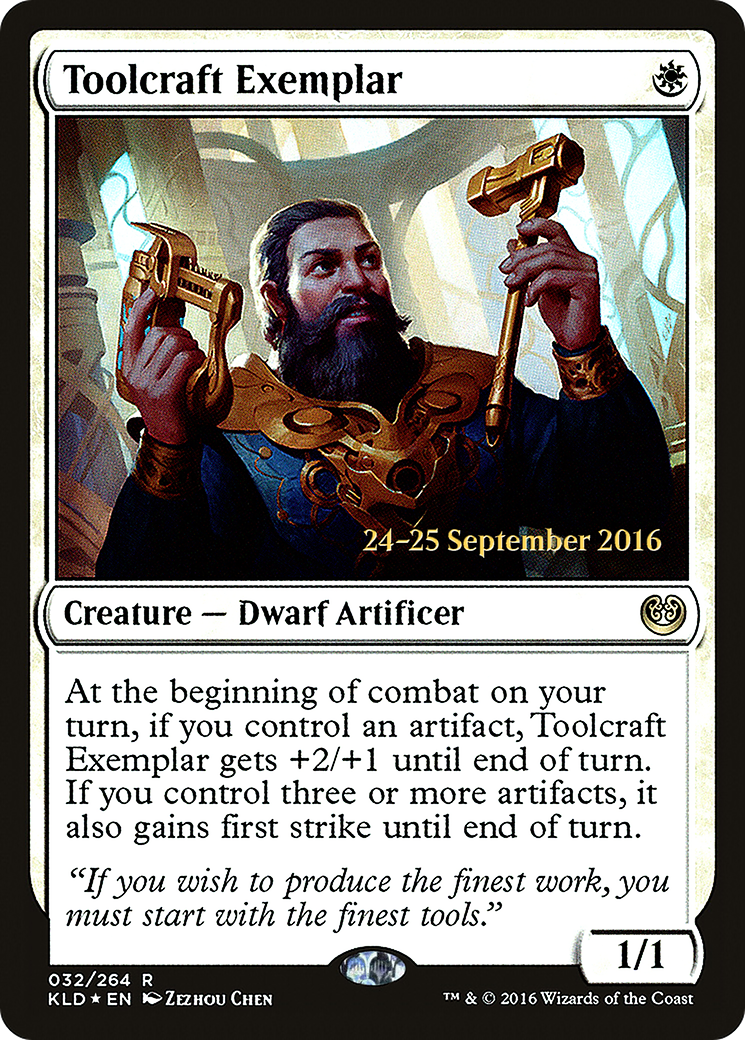 Toolcraft Exemplar
24–25 September 2016
Creature — Dwarf Artificer
At the beginning of combat on your
turn, if you control an artifact, Toolcraft
Exemplar gets +2/+1 until end of turn.
If you control three or more artifacts, it
also gains first strike until end of turn.
“If you wish to produce the finest work, you
must start with the finest tools.”
1/1
032/264 R
KLD ★ EN Zezhou Chen
™ & © 2016 Wizards of the Coast